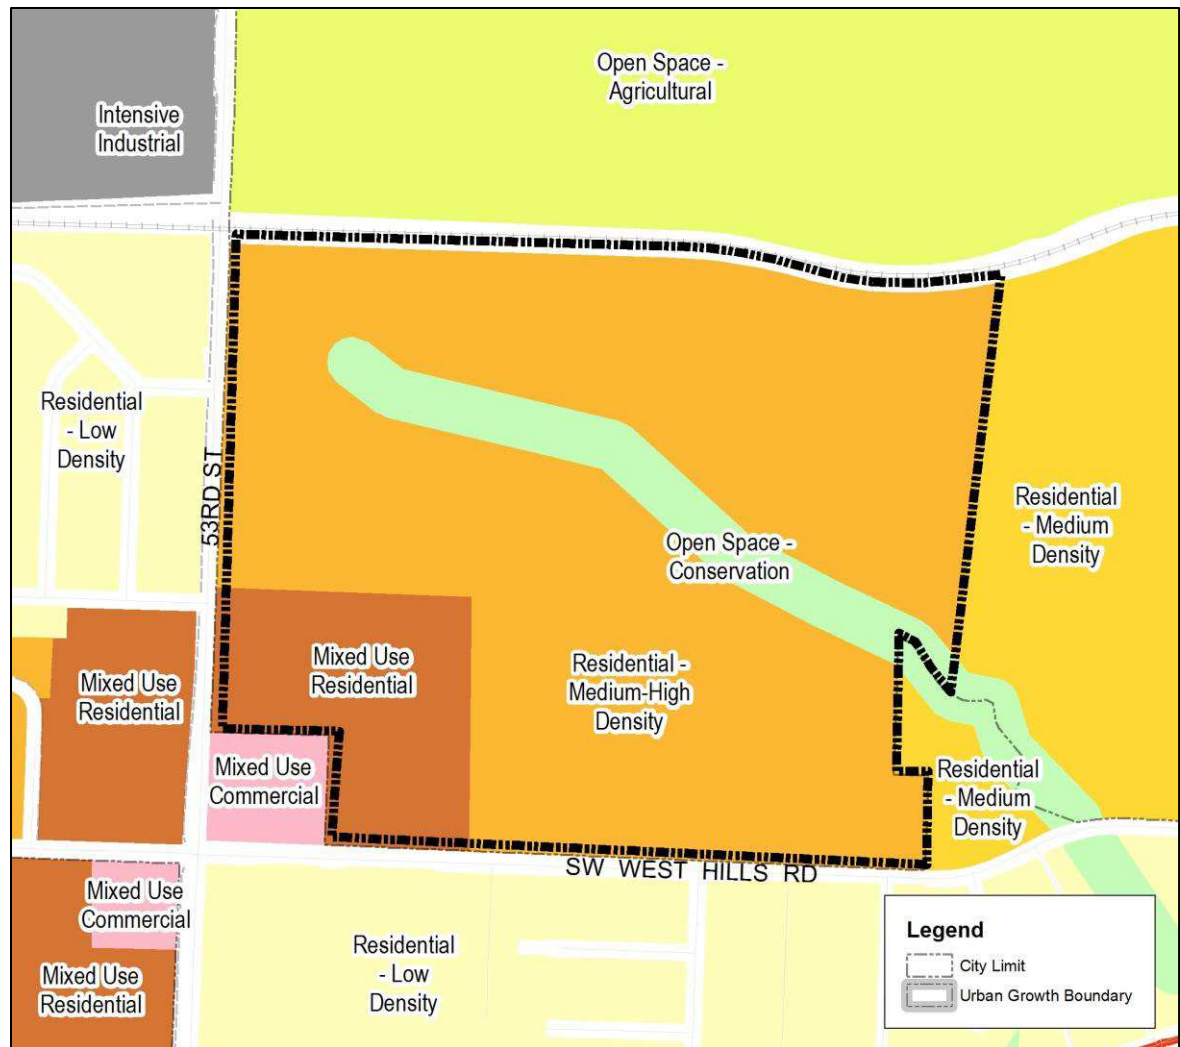 Open Space -
Agricultural
Intensive
Industrial
Residential
- Low
Density
53RD ST
Residential
- Medium
Density
Open Space -
Conservation
Mixed Use
Residential
Residential -
Medium-High
Density
Mixed Use
Residential
Mixed Use
Commercial
Residential
- Medium
Density
SW WEST HILLS RD
Mixed Use
Commercial
Residential
- Low
Density
Mixed Use
Residential
Legend
City Limit
Urban Growth Boundary